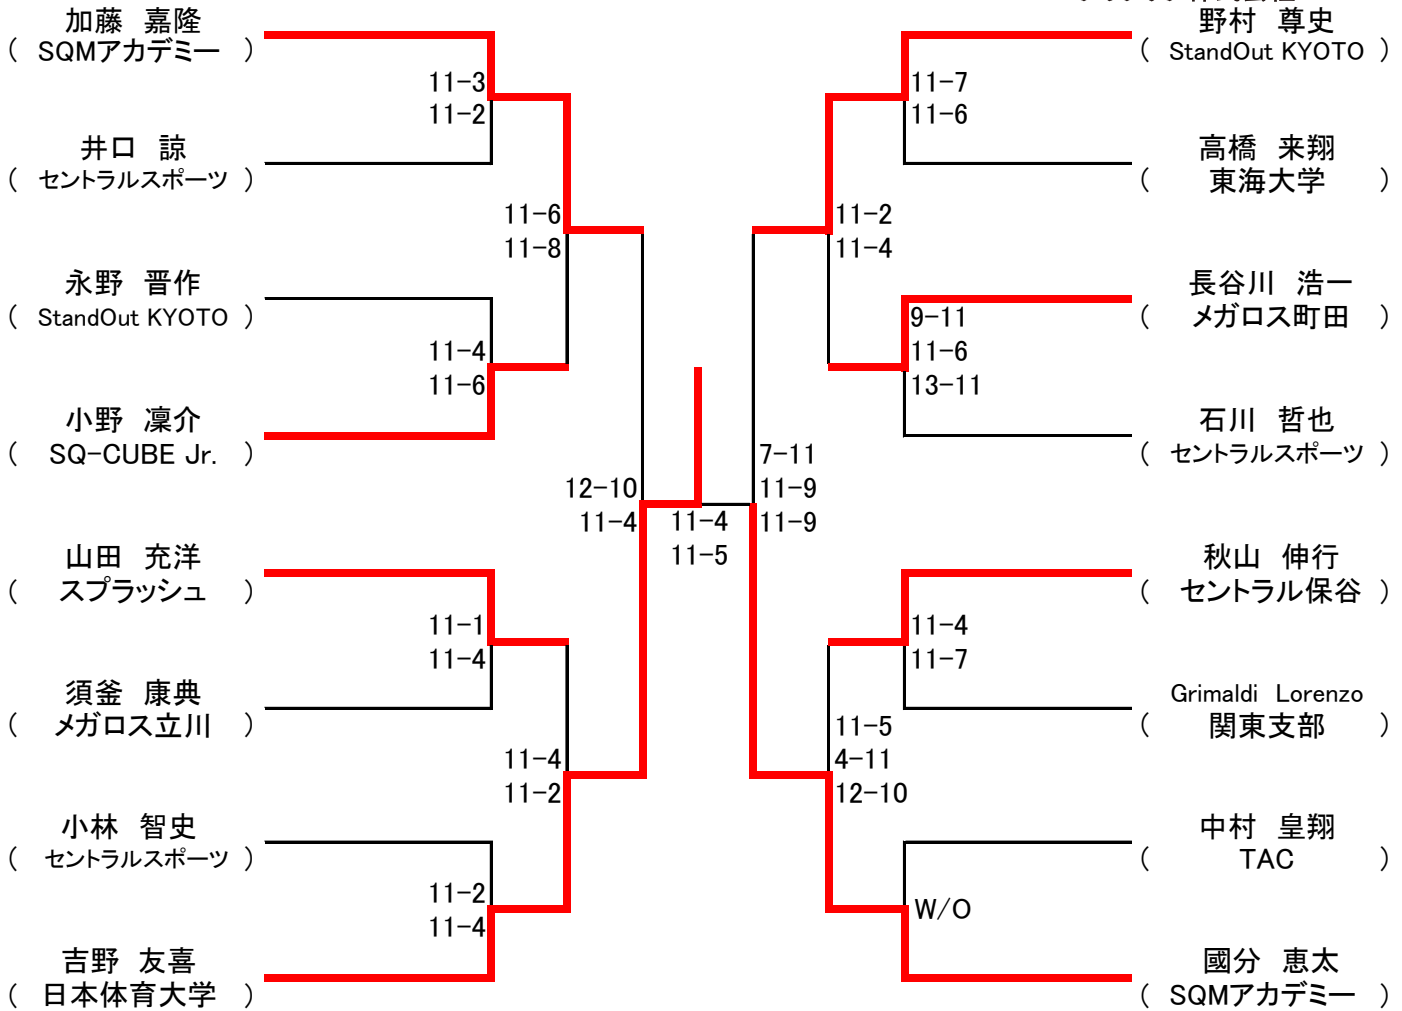 加藤 嘉隆
( SQMアカデミー )
11-3
11-2
井口 諒
( セントラルスポーツ )
11-6
11-8
永野 晋作
( StandOut KYOTO )
11-4
11-6
小野 凜介
( SQ-CUBE Jr. )
12-10
11-4
山田 充洋
( スプラッシュ )
11-1
11-4
須釜 康典
( メガロス立川 )
11-4
11-2
小林 智史
( セントラルスポーツ )
11-2
11-4
吉野 友喜
( 日本体育大学 )
11-4
11-5
野村 尊史
( StandOut KYOTO )
11-7
11-6
高橋 来翔
( 東海大学 )
11-2
11-4
長谷川 浩一
( メガロス町田 )
9-11
11-6
13-11
石川 哲也
( セントラルスポーツ )
7-11
11-9
11-9
秋山 伸行
( セントラル保谷 )
11-4
11-7
Grimaldi Lorenzo
( 関東支部 )
11-5
4-11
12-10
中村 皇翔
( TAC )
W/O
國分 恵太
( SQMアカデミー )